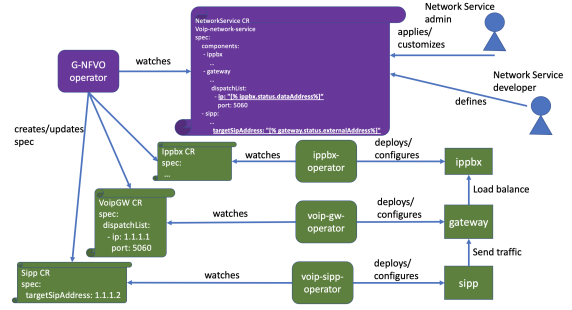 NetworkService CR
Voip-network-service
spec:
components:
- ippbx
...
- gateway
...
dispatchList:
- ip: "[% ippbx.status.dataAddress%]"
port: 5060
- sipp:
...
targetSipAddress: "[% gateway.status.externalAddress%]"
Network Service
admin
applies/
customizes
G-NFVO
operator
watches
Network Service
developer
defines
creates/updates
spec
Ippbx CR
spec:
....
watches
ippbx-
operator
deploys/
configures
ippbx
Load balance
VoipGW CR
spec:
dispatchList:
- ip: 1.1.1.1
port: 5060
watches
voip-gw-
operator
deploys/
configures
gateway
Send traffic
Sipp CR
spec:
targetSipAddress: 1.1.1.2
watches
voip-sipp-
operator
deploys/
configures
sipp